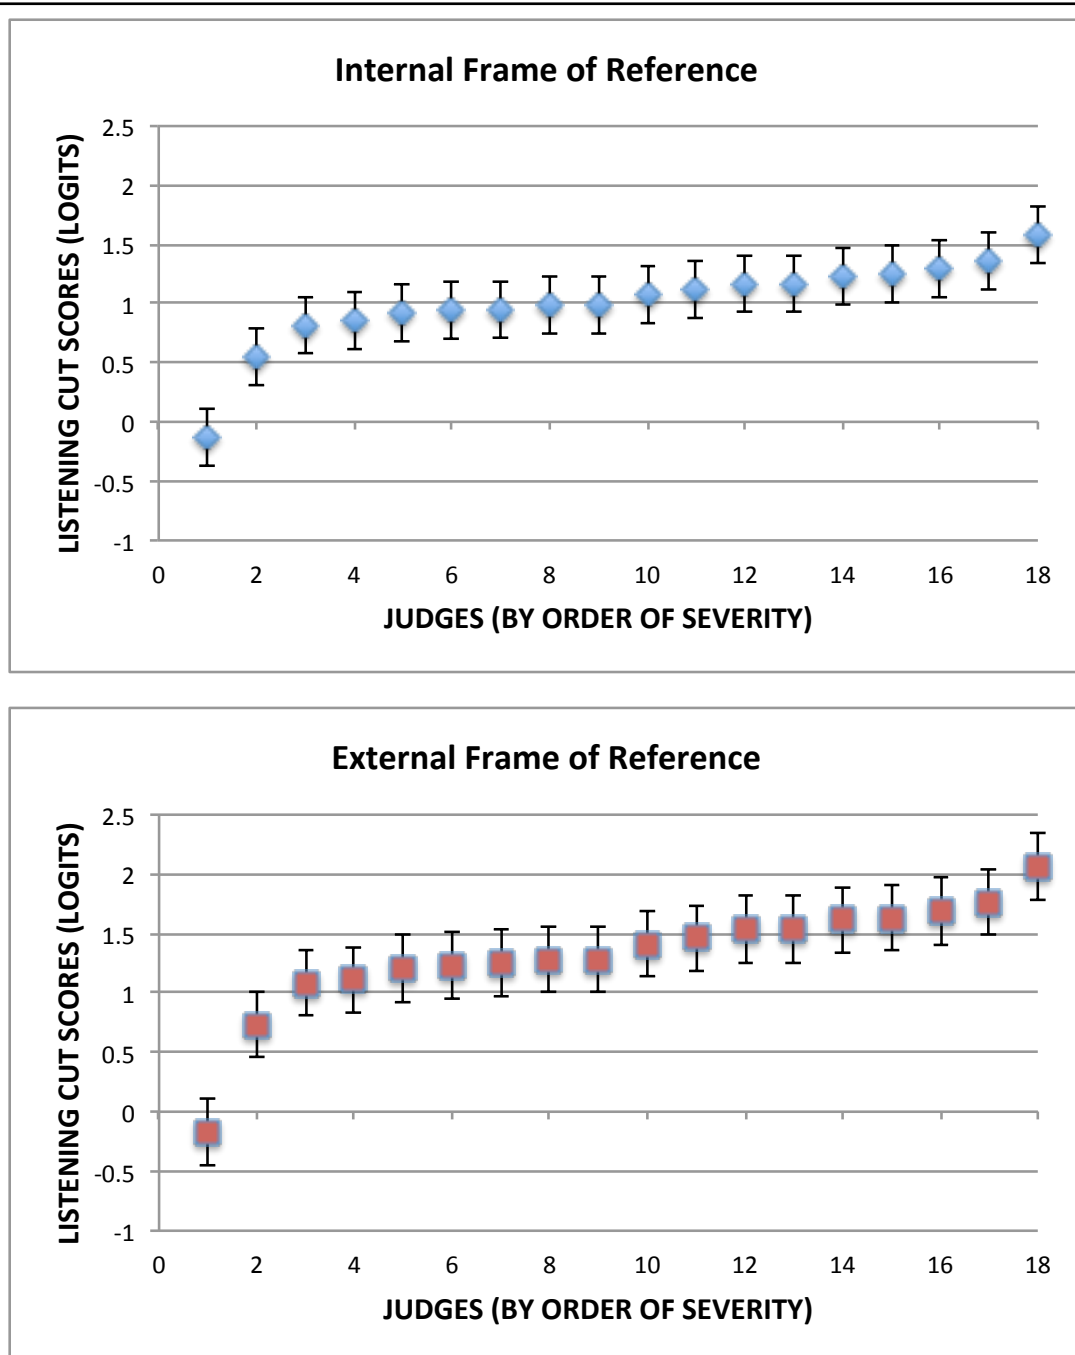 Internal Frame of Reference
LISTENING CUT SCORES (LOGITS)
2.5
2
1.5
1
0.5
0
-0.5
-1
0 2 4 6 8 10 12 14 16 18
JUDGES (BY ORDER OF SEVERITY)
External Frame of Reference
LISTENING CUT SCORES (LOGITS)
2.5
2
1.5
1
0.5
0
-0.5
-1
0 2 4 6 8 10 12 14 16 18
JUDGES (BY ORDER OF SEVERITY)